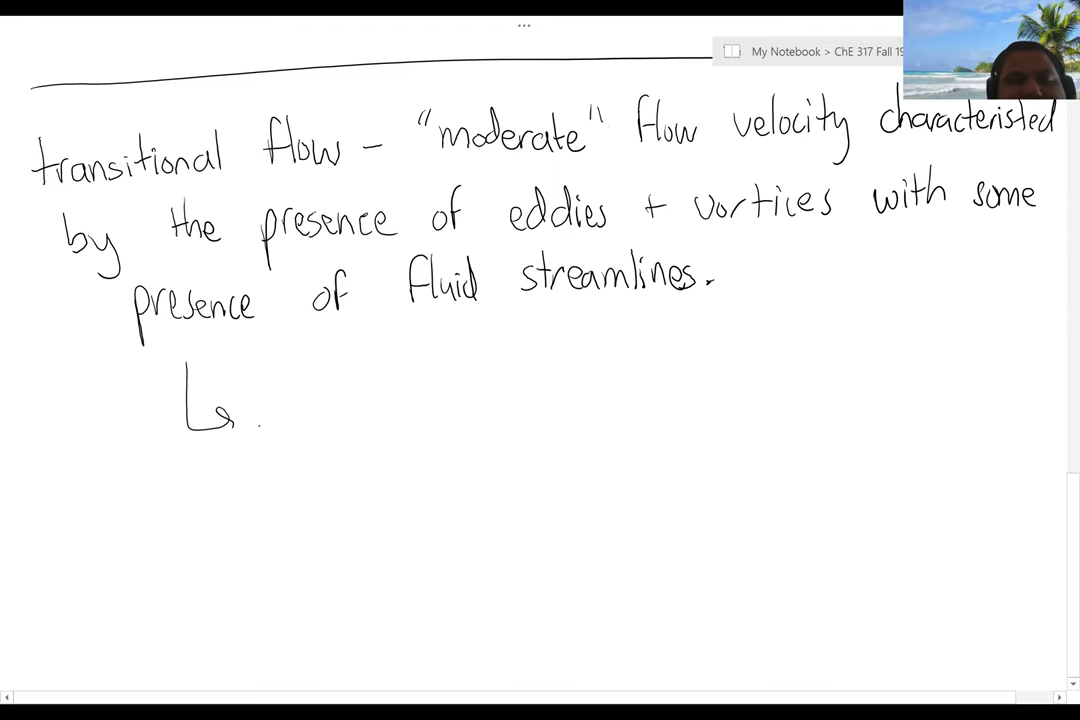 My Notebook > ChE 317 Fall 19
transitional flow - "moderate" flow velocity characteristed
by the presence of eddies + vortices with some
presence of fluid streamlines.